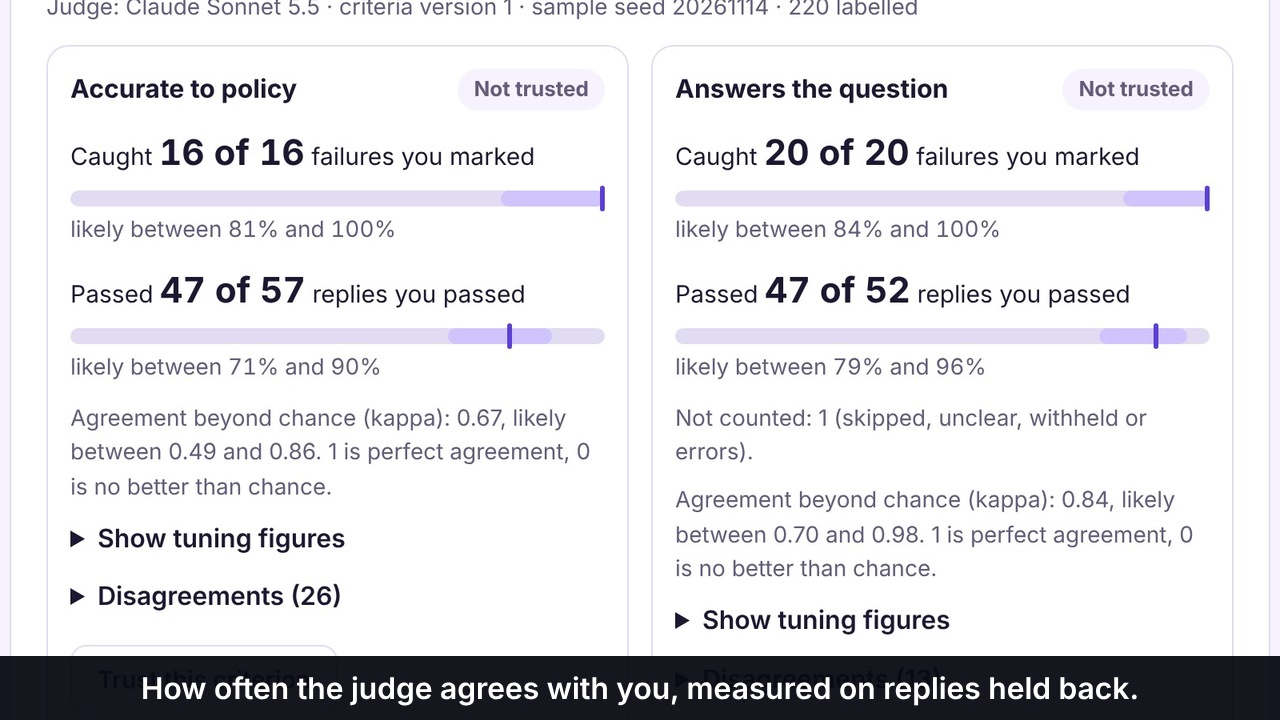 Judge: Claude Sonnet 5.5 · criteria version 1 · sample seed 20261114 · 220 labelled
Accurate to policy
Not trusted
Caught 16 of 16 failures you marked
likely between 81% and 100%
Passed 47 of 57 replies you passed
likely between 71% and 90%
Agreement beyond chance (kappa): 0.67, likely
between 0.49 and 0.86. 1 is perfect agreement, 0
is no better than chance.
Show tuning figures
Disagreements (26)
Trust this criterion
Answers the question
Not trusted
Caught 20 of 20 failures you marked
likely between 84% and 100%
Passed 47 of 52 replies you passed
likely between 79% and 96%
Not counted: 1 (skipped, unclear, withheld or
errors).
Agreement beyond chance (kappa): 0.84, likely
between 0.70 and 0.98. 1 is perfect agreement, 0
is no better than chance.
Show tuning figures
Disagreements
How often the judge agrees with you, measured on replies held back.